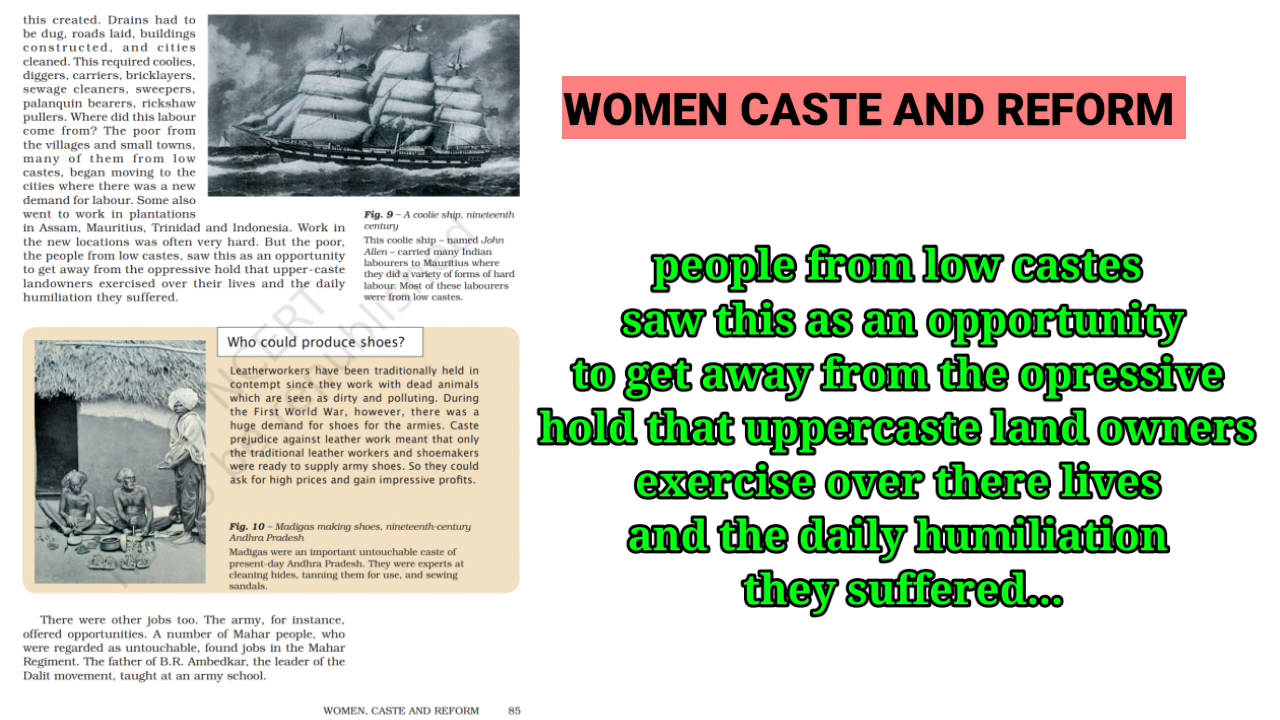 this created. Drains had to
be dug, roads laid, buildings
constructed, and cities
cleaned. This required coolies,
diggers, carriers, bricklayers,
sewage cleaners, sweepers,
palanquin bearers, rickshaw
pullers. Where did this labour
come from? The poor from
the villages and small towns,
many of them from low
castes, began moving to the
cities where there was a new
demand for labour. Some also
went to work in plantations
in Assam, Mauritius, Trinidad and Indonesia. Work in
the new locations was often very hard. But the poor,
the people from low castes, saw this as an opportunity
to get away from the oppressive hold that upper-caste
landowners exercised over their lives and the daily
humiliation they suffered.
Fig. 9 – A coolie ship, nineteenth
century
This coolie ship – named John
Allen – carried many Indian
labourers to Mauritius where
they did a variety of forms of hard
labour. Most of these labourers
were from low castes.
Who could produce shoes?
Leatherworkers have been traditionally held in
contempt since they work with dead animals
which are seen as dirty and polluting. During
the First World War, however, there was a
huge demand for shoes for the armies. Caste
prejudice against leather work meant that only
the traditional leather workers and shoemakers
were ready to supply army shoes. So they could
ask for high prices and gain impressive profits.
Fig. 10 – Madigas making shoes, nineteenth-century
Andhra Pradesh
Madigas were an important untouchable caste of
present-day Andhra Pradesh. They were experts at
cleaning hides, tanning them for use, and sewing
sandals.
There were other jobs too. The army, for instance,
offered opportunities. A number of Mahar people, who
were regarded as untouchable, found jobs in the Mahar
Regiment. The father of B.R. Ambedkar, the leader of the
Dalit movement, taught at an army school.
WOMEN, CASTE AND REFORM 85
WOMEN CASTE AND REFORM
people from low castes
saw this as an opportunity
to get away from the opressive
hold that uppercaste land owners
exercise over there lives
and the daily humiliation
they suffered...